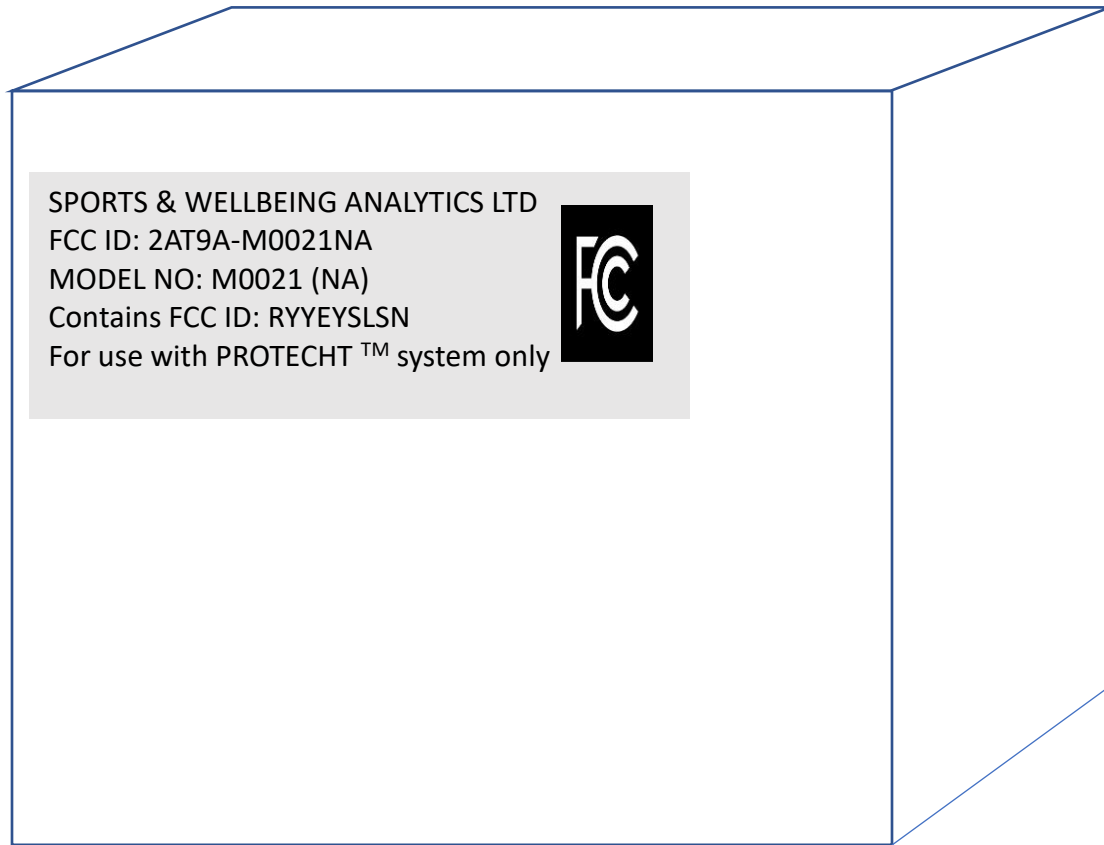 SPORTS & WELLBEING ANALYTICS LTD
FCC ID: 2AT9A-M0021NA
MODEL NO: M0021 (NA)
Contains FCC ID: RYYEYSLSN
For use with PROTECHT ™ system only
FCC